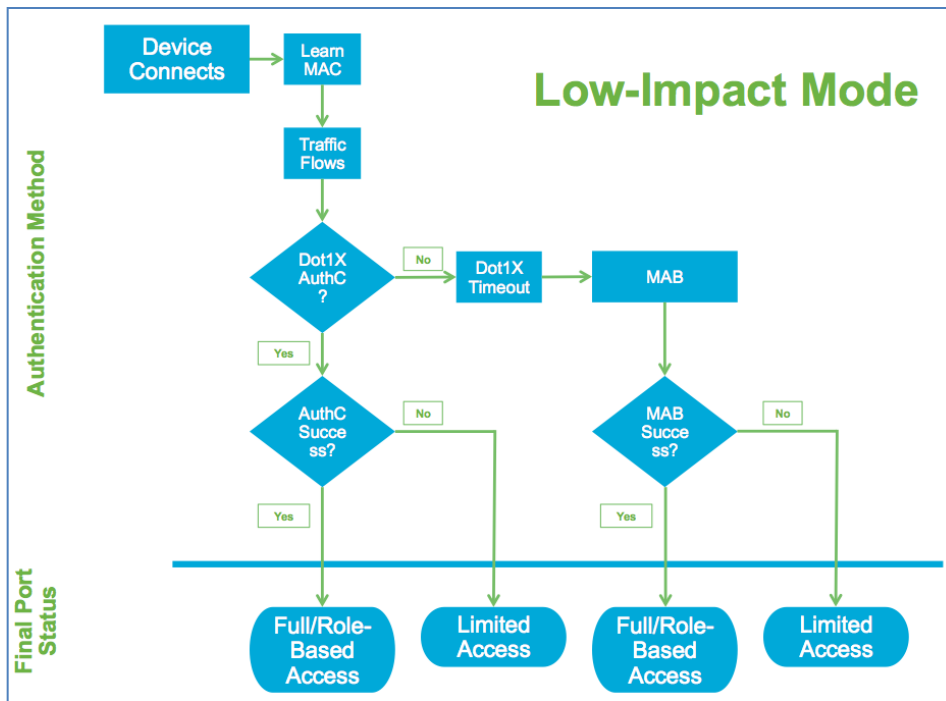 Device
Connects
Learn
MAC
Low-Impact Mode
Traffic
Flows
Authentication Method
Dot1X
AuthC
?
No
Dot1X
Timeout
MAB
Yes
AuthC
Succe
ss?
No
MAB
Succe
ss?
No
Yes
Yes
Final Port
Status
Full/Role-
Based
Access
Limited
Access
Full/Role-
Based
Access
Limited
Access